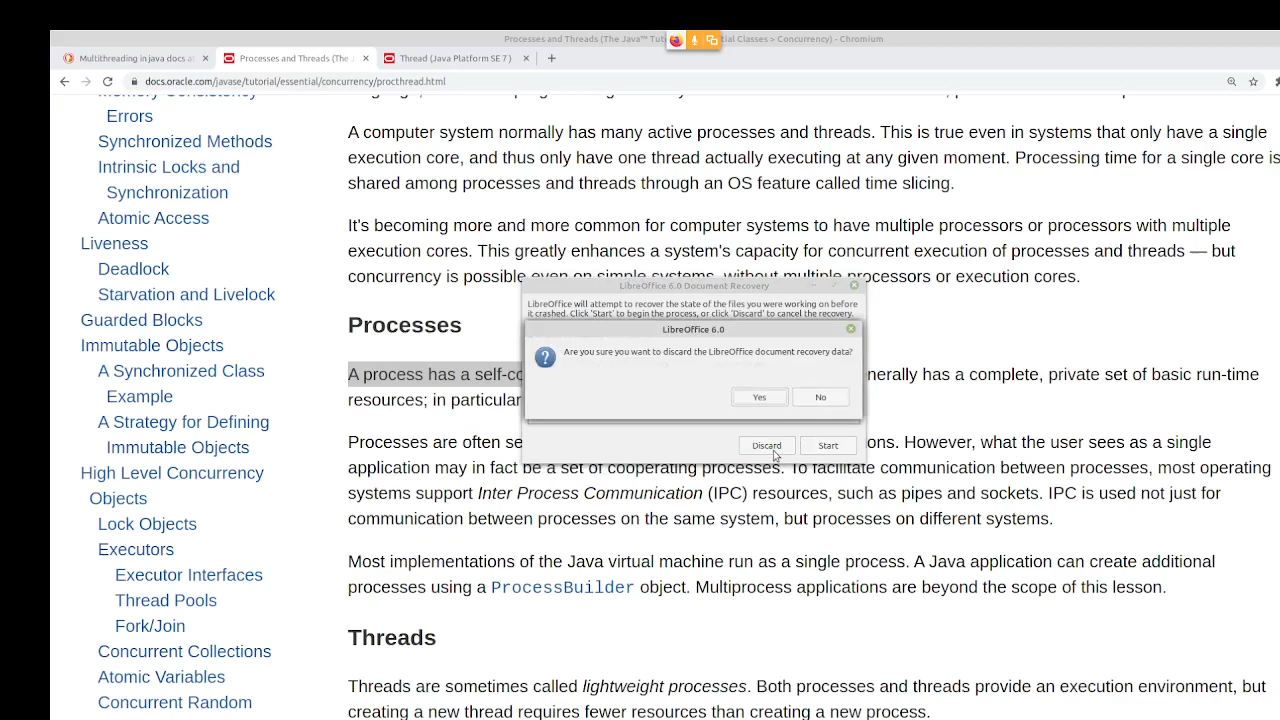 Processes and Threads (The Java™ Tut
tial Classes > Concurrency) - Chromium
Multithreading in java docs a
Processes and Threads (The J
Thread (Java Platform SE 7 )
docs.oracle.com/javase/tutorial/essential/concurrency/procthread.html
Errors
Synchronized Methods
Intrinsic Locks and
Synchronization
Atomic Access
Liveness
Deadlock
Starvation and Livelock
Guarded Blocks
Immutable Objects
A Synchronized Class
Example
A Strategy for Defining
Immutable Objects
High Level Concurrency
Objects
Lock Objects
Executors
Executor Interfaces
Thread Pools
Fork/Join
Concurrent Collections
Atomic Variables
Concurrent Random
A computer system normally has many active processes and threads. This is true even in systems that only have a single
execution core, and thus only have one thread actually executing at any given moment. Processing time for a single core is
shared among processes and threads through an OS feature called time slicing.
It's becoming more and more common for computer systems to have multiple processors or processors with multiple
execution cores. This greatly enhances a system's capacity for concurrent execution of processes and threads — but
concurrency is possible even on simple systems, without multiple processors or execution cores.
Processes
A process has a self-co
nerally has a complete, private set of basic run-time
resources; in particular
Processes are often se
ons. However, what the user sees as a single
application may in fact be a set of cooperating processes. To facilitate communication between processes, most operating
systems support Inter Process Communication (IPC) resources, such as pipes and sockets. IPC is used not just for
communication between processes on the same system, but processes on different systems.
Most implementations of the Java virtual machine run as a single process. A Java application can create additional
processes using a ProcessBuilder object. Multiprocess applications are beyond the scope of this lesson.
Threads
Threads are sometimes called lightweight processes. Both processes and threads provide an execution environment, but
creating a new thread requires fewer resources than creating a new process.
LibreOffice 6.0 Document Recovery
LibreOffice will attempt to recover the state of the files you were working on before
it crashed. Click 'Start' to begin the process, or click 'Discard' to cancel the recovery.
LibreOffice 6.0
Are you sure you want to discard the LibreOffice document recovery data?
Yes
No
Discard
Start